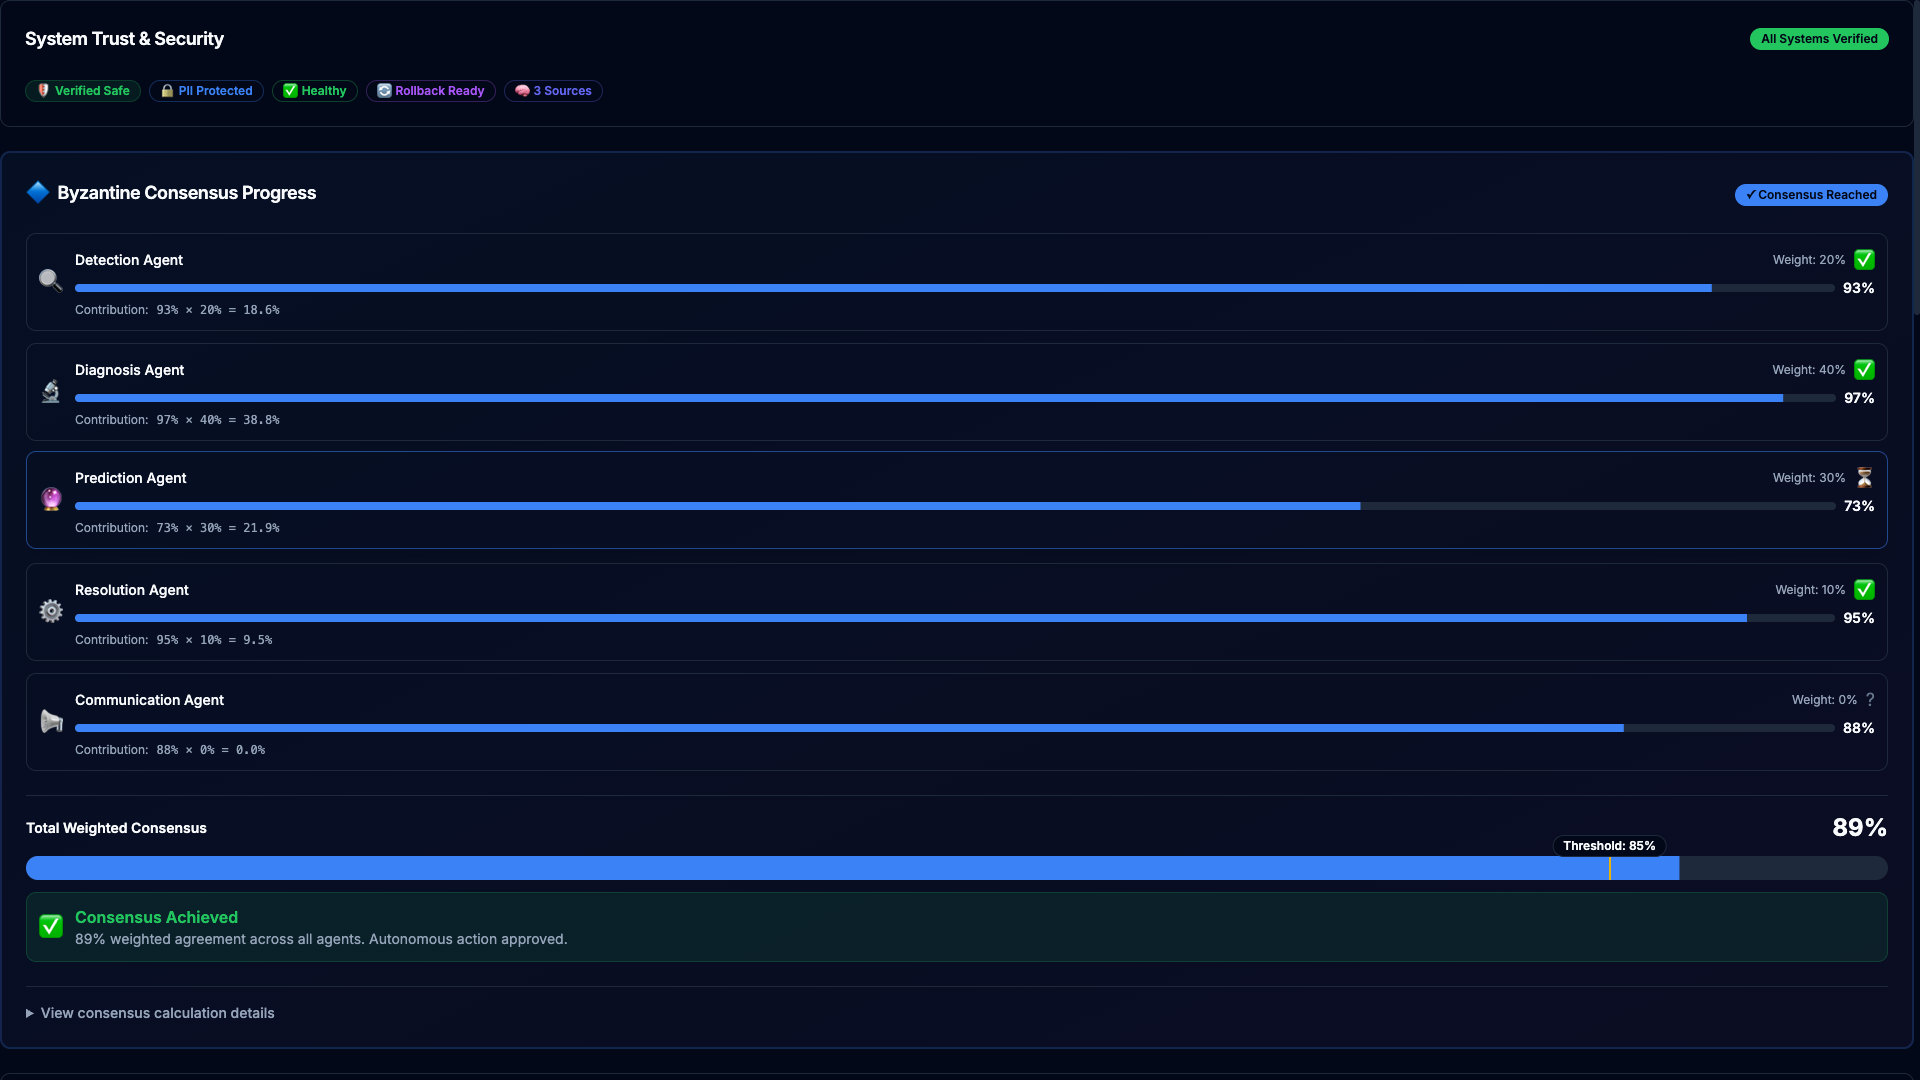 System Trust & Security
All Systems Verified
Verified Safe
PII Protected
Healthy
Rollback Ready
3 Sources
Byzantine Consensus Progress
✓ Consensus Reached
Detection Agent
Weight: 20%
93%
Contribution: 93% × 20% = 18.6%
Diagnosis Agent
Weight: 40%
97%
Contribution: 97% × 40% = 38.8%
Prediction Agent
Weight: 30%
73%
Contribution: 73% × 30% = 21.9%
Resolution Agent
Weight: 10%
95%
Contribution: 95% × 10% = 9.5%
Communication Agent
Weight: 0% ?
88%
Contribution: 88% × 0% = 0.0%
Total Weighted Consensus
89%
Threshold: 85%
Consensus Achieved
89% weighted agreement across all agents. Autonomous action approved.
View consensus calculation details